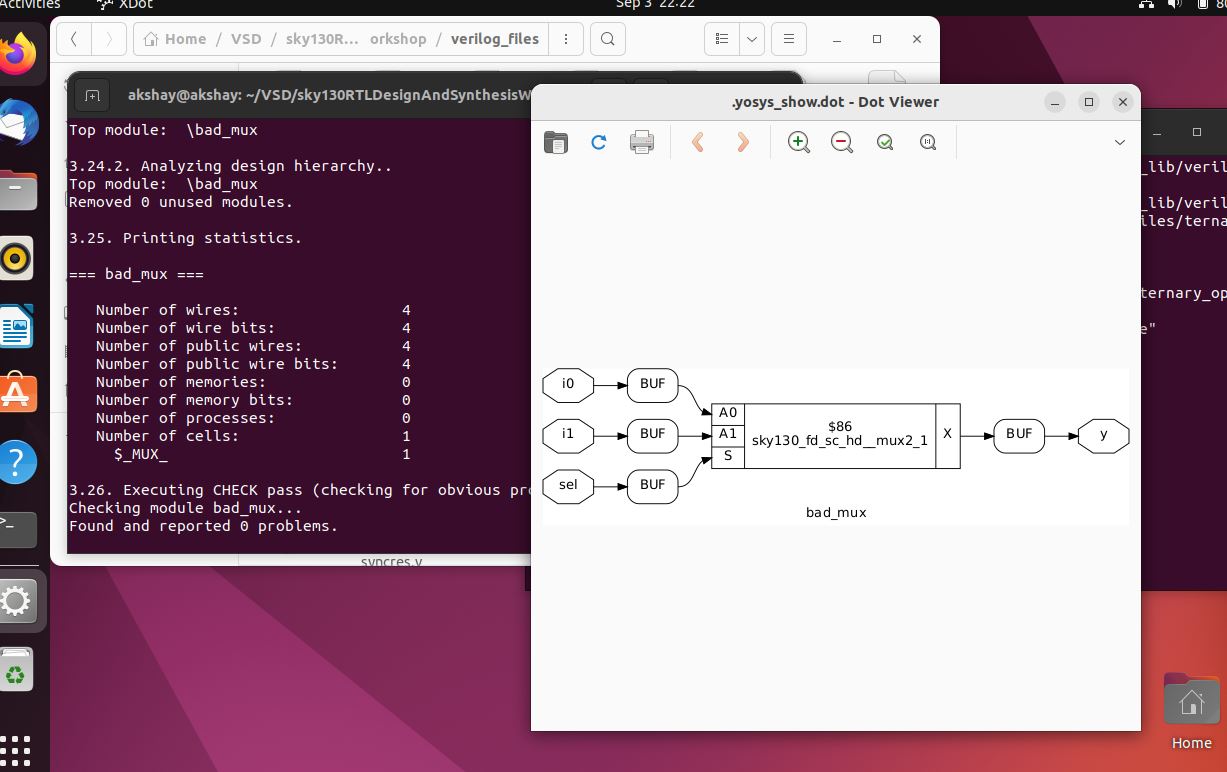 Activities XDot Sep 3 22:22 80
Home / VSD / sky130R... orkshop / verilog_files
akshay@akshay: ~/VSD/sky130RTLDesignAndSynthesisW
Top module:  \bad_mux
3.24.2. Analyzing design hierarchy..
Top module:  \bad_mux
Removed 0 unused modules.
3.25. Printing statistics.
=== bad_mux ===
Number of wires: 4
Number of wire bits: 4
Number of public wires: 4
Number of public wire bits: 4
Number of memories: 0
Number of memory bits: 0
Number of processes: 0
Number of cells: 1
$_MUX_ 1
3.26. Executing CHECK pass (checking for obvious pro
Checking module bad_mux...
Found and reported 0 problems.
syncres.v
.yosys_show.dot - Dot Viewer
i0 BUF
i1 BUF
sel BUF
A0
A1
S
$86
sky130_fd_sc_hd__mux2_1
X
BUF
y
bad_mux
_lib/veril
_lib/veril
iles/terna
ternary_op
e"
Home